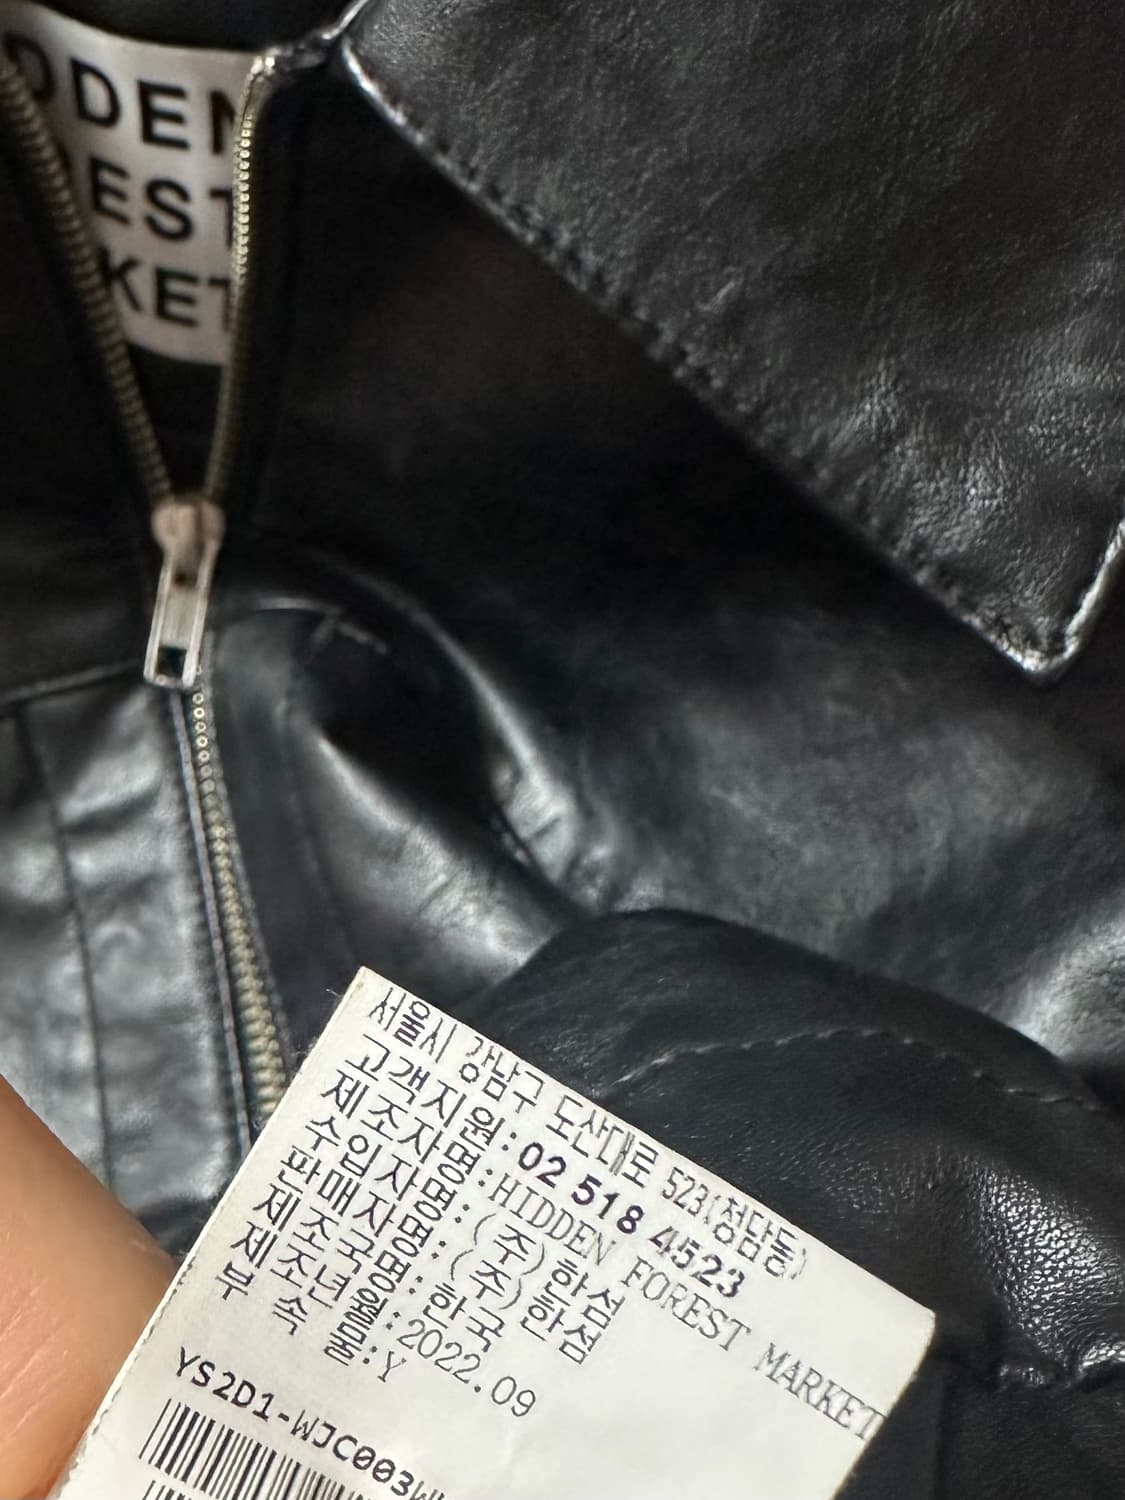 DDEN
EST
KET
서울시 강남구 도산대로 523(청담동)
고객지원:02 518 4523
제조자명:HIDDEN FOREST MARKET
수입자명:(주)한섬
판매자명:(주)한섬
제조국명:한국
제조년월:2022.09
부속물:Y
YS2D1-WJC003W